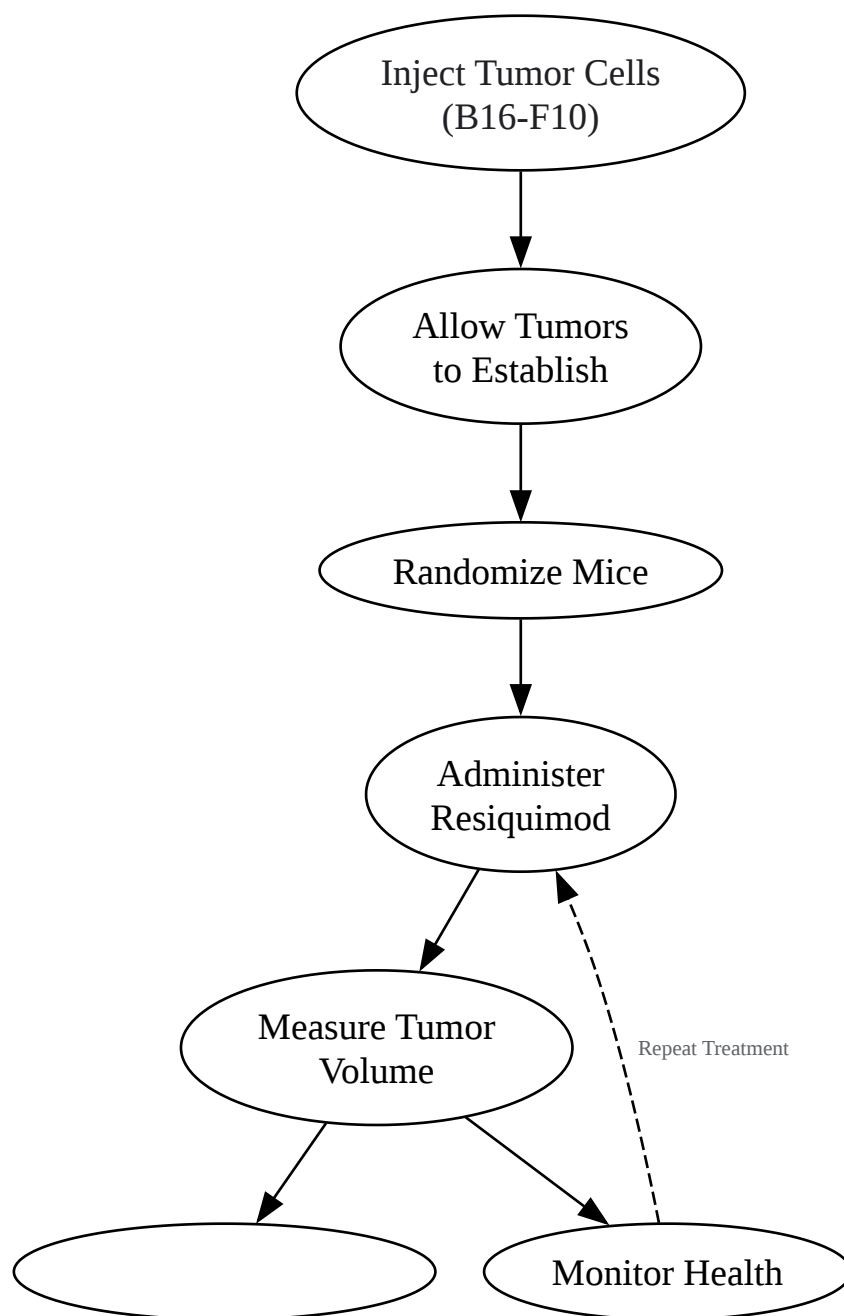 Inject Tumor Cells
(B16-F10)
Allow Tumors
to Establish
Randomize Mice
Administer
Resiquimod
Measure Tumor
Volume
Repeat Treatment
Monitor Health